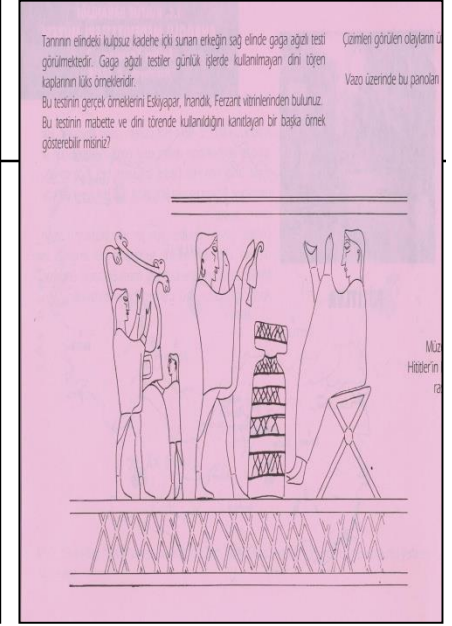 Tanrının elindeki kulpsuz kadehe içki sunan erkeğin sağ elinde gaga ağızlı testi
görülmektedir. Gaga ağızlı testiler günlük işlerde kullanılmayan dini tören
kaplarının lüks örnekleridir.
Bu testinin gerçek örneklerini Eskiyapar, İnandık, Ferzant vitrinlerinden bulunuz.
Bu testinin mabette ve dini törende kullanıldığını kanıtlayan bir başka örnek
gösterebilir misiniz?
Çizimleri görülen olayların ü
Vazo üzerinde bu panoları
Müz
Hititler'in
ra